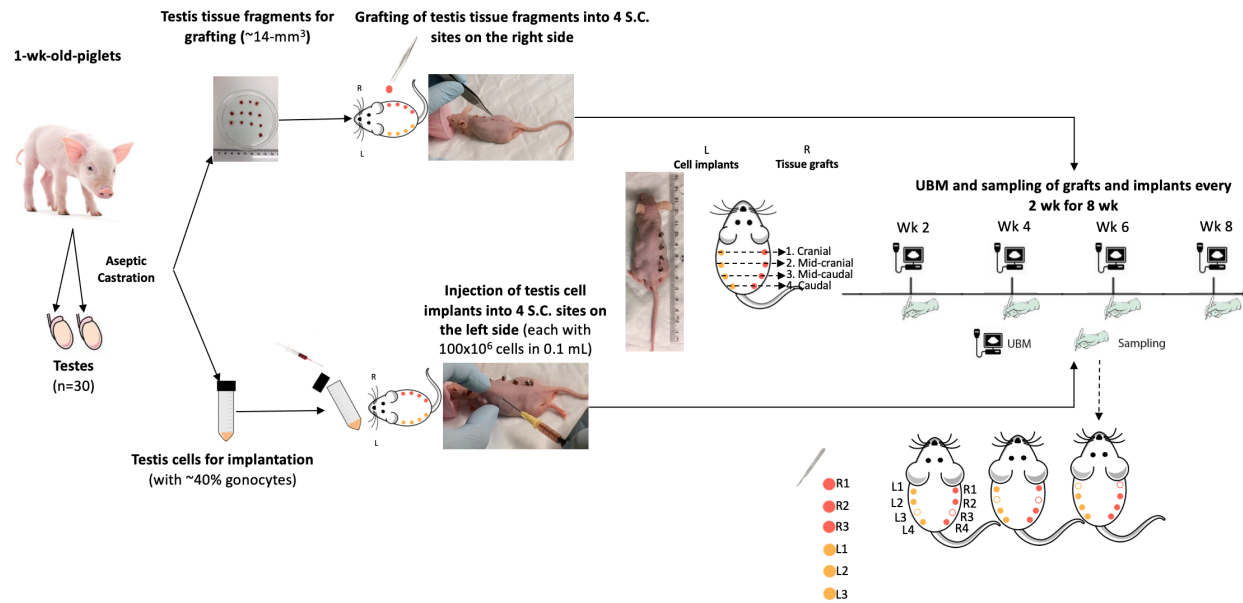 Testis tissue fragments for
grafting (~14-mm³)
Grafting of testis tissue fragments into 4 S.C.
sites on the right side
1-wk-old-piglets
R
L
L
Cell implants
R
Tissue grafts
UBM and sampling of grafts and implants every
2 wk for 8 wk
Wk 2
Wk 4
Wk 6
Wk 8
1. Cranial
2. Mid-cranial
3. Mid-caudal
4. Caudal
Aseptic
Castration
Injection of testis cell
implants into 4 S.C. sites on
the left side (each with
100x10⁶ cells in 0.1 mL)
UBM
Sampling
Testes
(n=30)
R
L
Testis cells for implantation
(with ~40% gonocytes)
R1
R2
R3
L1
L2
L3
L1
L2
L3
L4
R1
R2
R3
R4